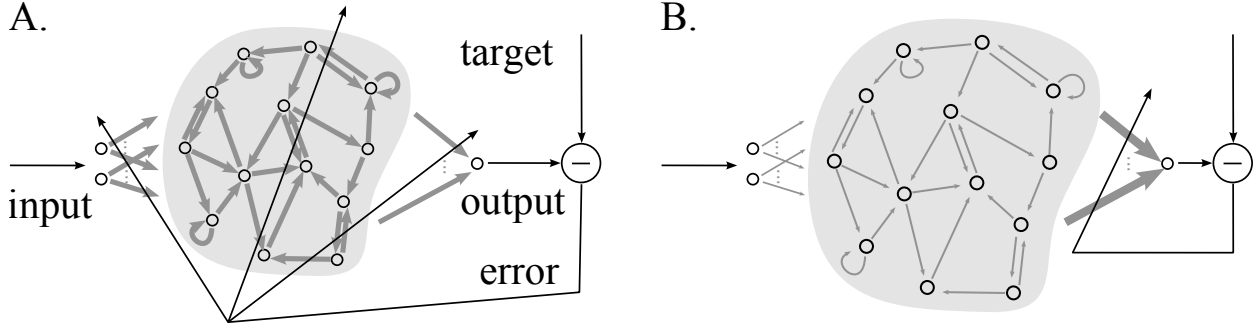 A.
B.
target
−
−
input
output
error